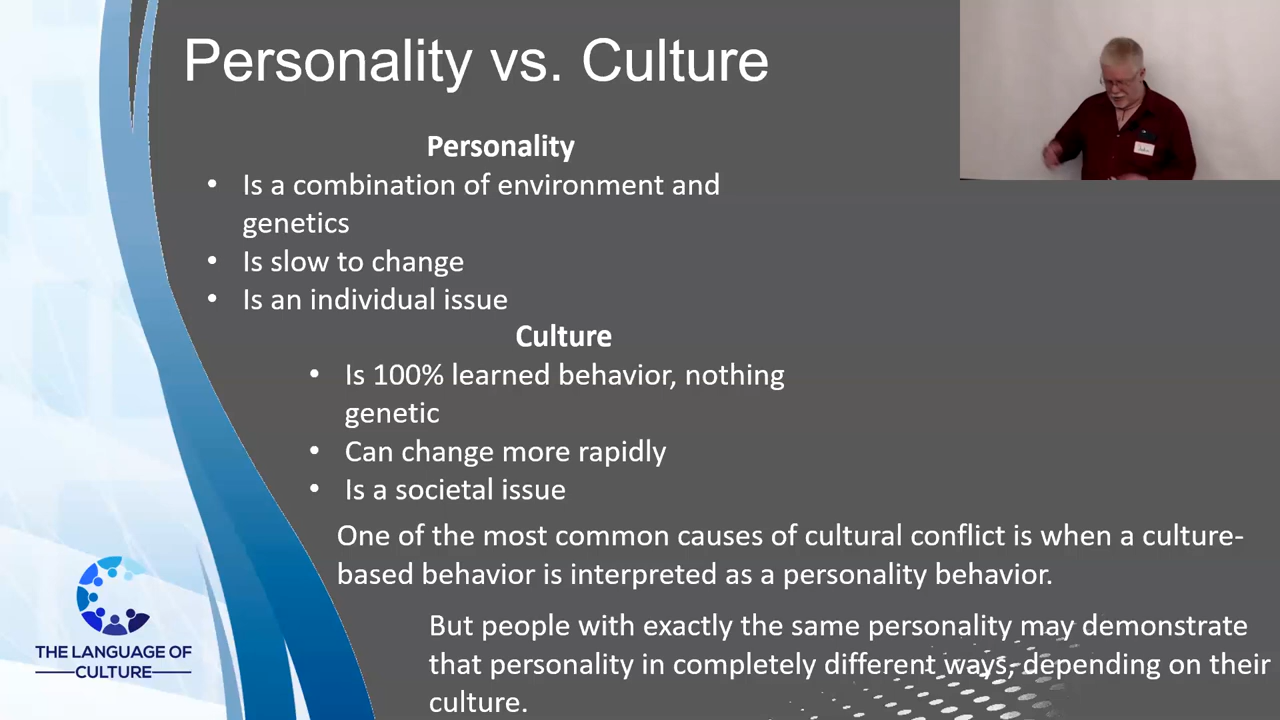 Personality vs. Culture
Personality
• Is a combination of environment and
genetics
• Is slow to change
• Is an individual issue
Culture
• Is 100% learned behavior, nothing
genetic
• Can change more rapidly
• Is a societal issue
One of the most common causes of cultural conflict is when a culture-
based behavior is interpreted as a personality behavior.
But people with exactly the same personality may demonstrate
that personality in completely different ways, depending on their
culture.
THE LANGUAGE OF
CULTURE